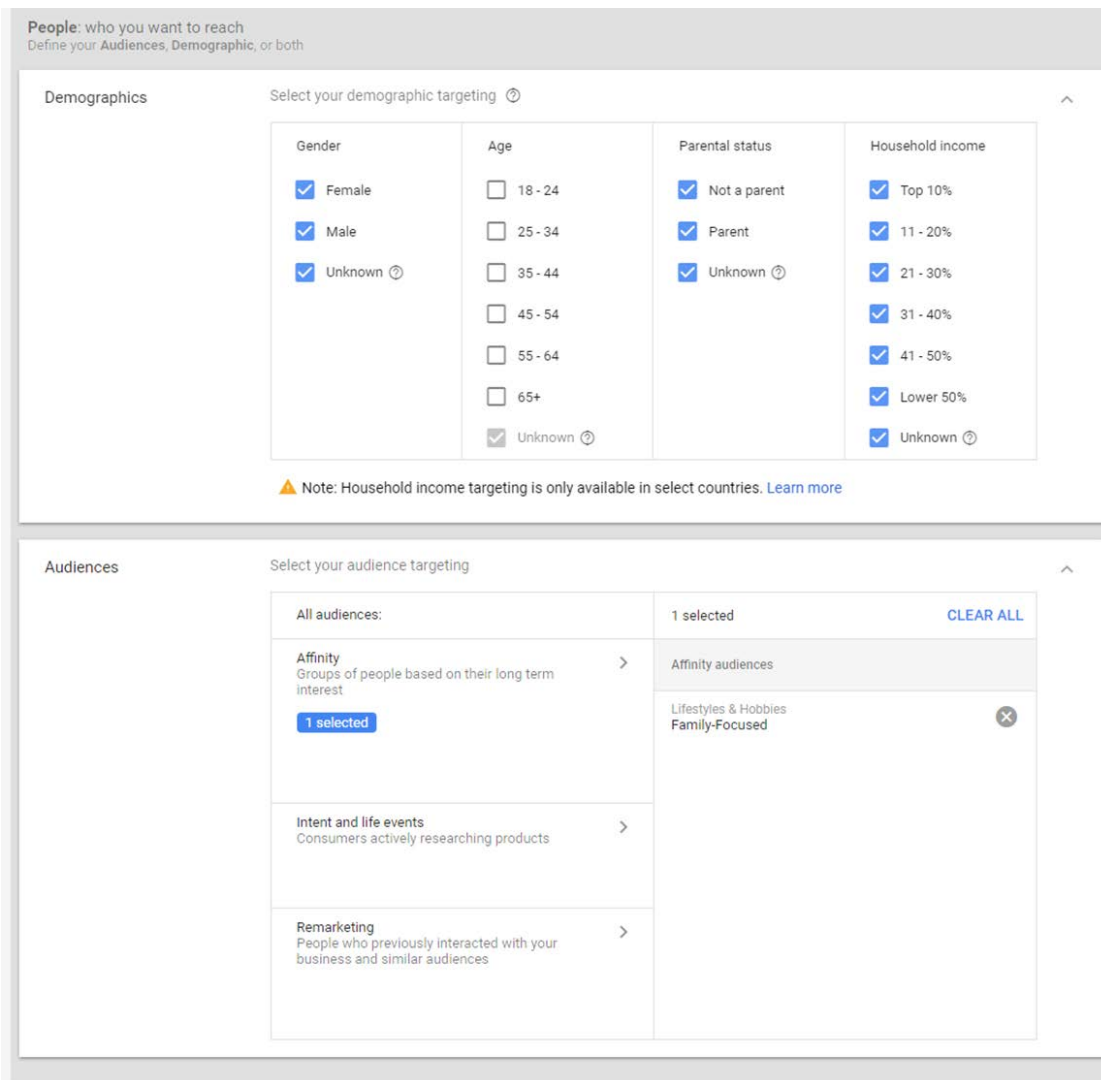 People: who you want to reach
Define your Audiences, Demographic, or both
Demographics
Select your demographic targeting
Gender
Female
Male
Unknown
Age
18 - 24
25 - 34
35 - 44
45 - 54
55 - 64
65+
Unknown
Parental status
Not a parent
Parent
Unknown
Household income
Top 10%
11 - 20%
21 - 30%
31 - 40%
41 - 50%
Lower 50%
Unknown
Note: Household income targeting is only available in select countries. Learn more
Audiences
Select your audience targeting
All audiences:
Affinity
Groups of people based on their long term
interest
1 selected
Intent and life events
Consumers actively researching products
Remarketing
People who previously interacted with your
business and similar audiences
1 selected
CLEAR ALL
Affinity audiences
Lifestyles & Hobbies
Family-Focused